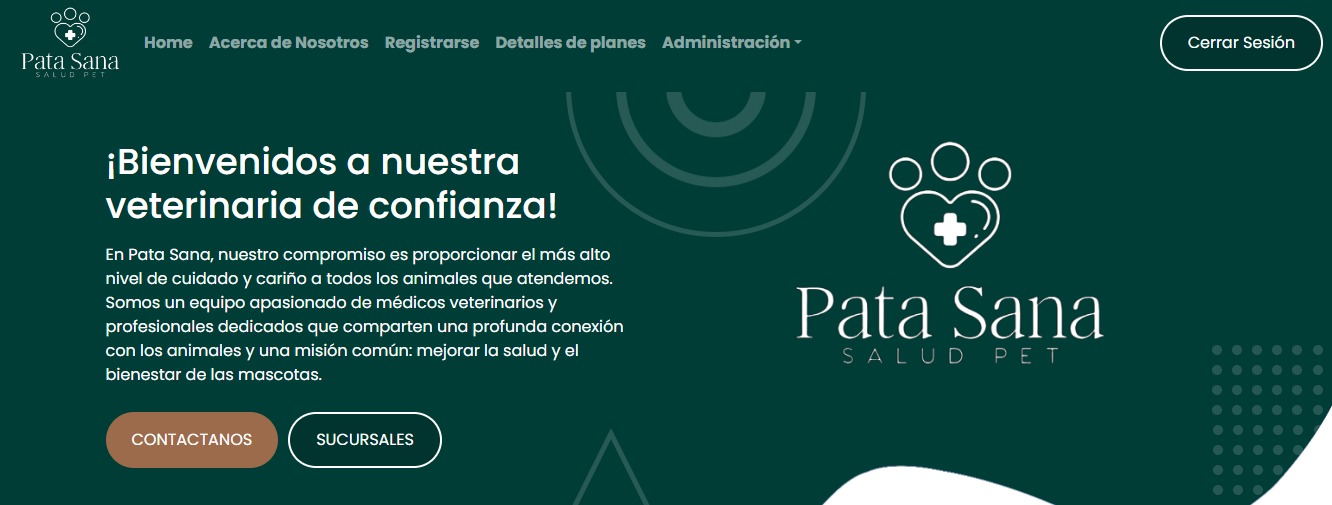 Pata Sana
SALUD PET
Home Acerca de Nosotros Registrarse Detalles de planes Administración
Cerrar Sesión
¡Bienvenidos a nuestra
veterinaria de confianza!
En Pata Sana, nuestro compromiso es proporcionar el más alto
nivel de cuidado y cariño a todos los animales que atendemos.
Somos un equipo apasionado de médicos veterinarios y
profesionales dedicados que comparten una profunda conexión
con los animales y una misión común: mejorar la salud y el
bienestar de las mascotas.
CONTACTANOS SUCURSALES
Pata Sana
SALUD PET